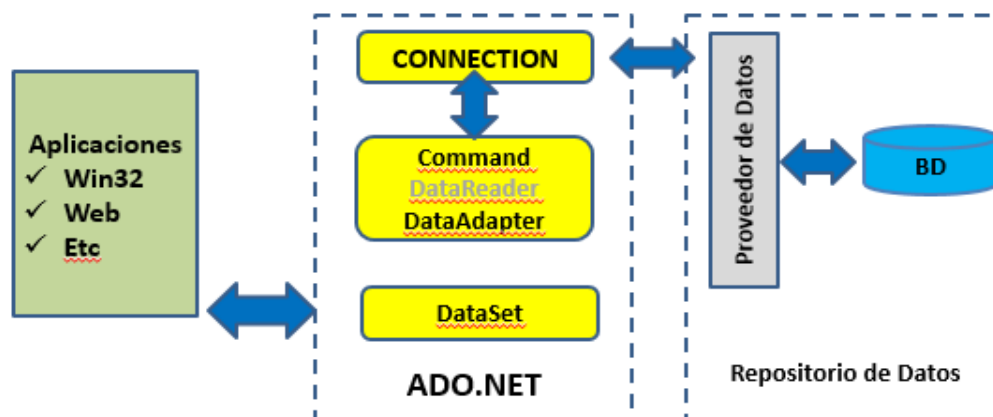 Aplicaciones
✓ Win32
✓ Web
✓ Etc
CONNECTION
Command
DataReader
DataAdapter
DataSet
ADO.NET
Proveedor de Datos
BD
Repositorio de Datos